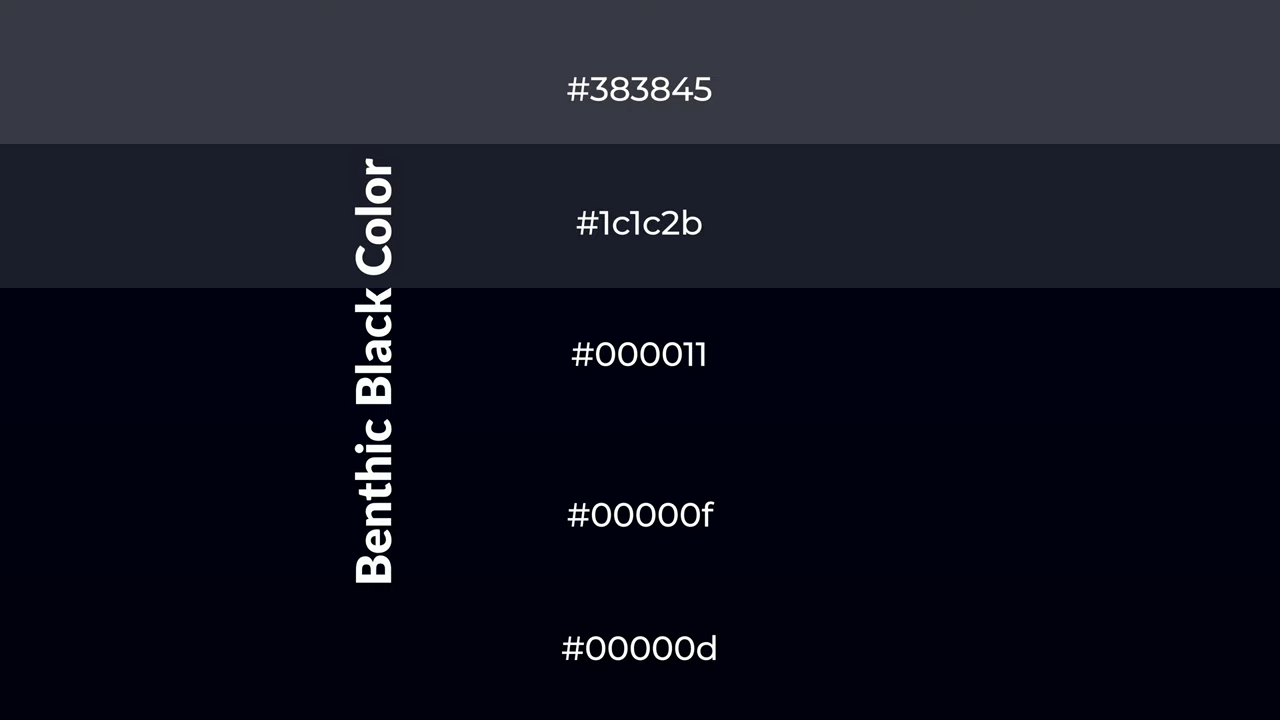 Benthic Black Color
#383845
#1c1c2b
#000011
#00000f
#00000d